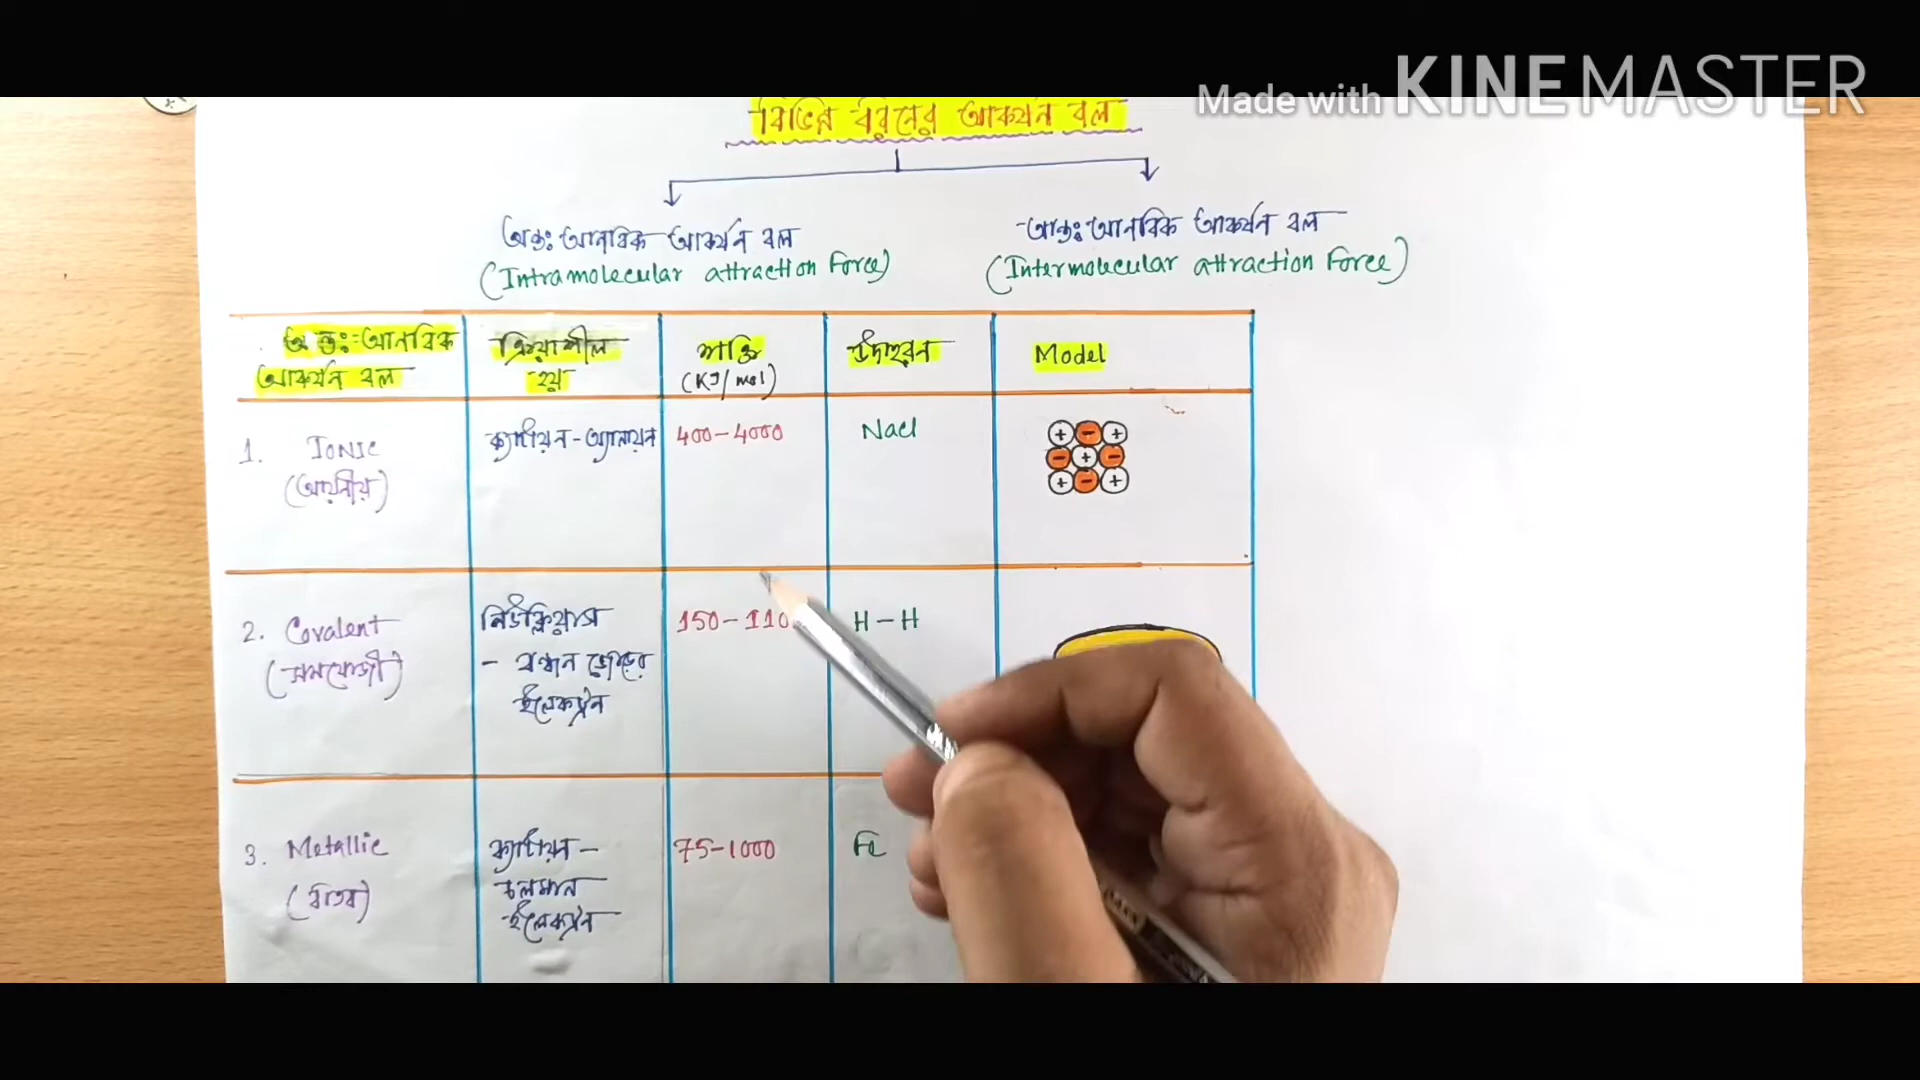 Made with KINEMASTER
বিভিন্ন ধরনের আকর্ষন বল
অন্তঃআনবিক আকর্ষন বল
(Intramolecular attraction Force)
আন্তঃআনবিক আকর্ষন বল
(Intermolecular attraction Force)
অন্তঃ-আনবিক
আকর্ষন বল
ক্রিয়াশীল
হয়
শক্তি
(KJ/mol)
উদাহরন
Model
1. IONIC
(আয়নীয়)
ক্যাটায়ন-অ্যানায়ন
400-4000
Nacl
2. Covalent
(সমযোজী)
নিউক্লিয়াস
- বন্ধন জোড়ের
ইলেকট্রন
150-110
H-H
3. Metallic
(ধাতব)
ক্যাটায়ন-
চলমান
ইলেকট্রন
75-1000
Fe